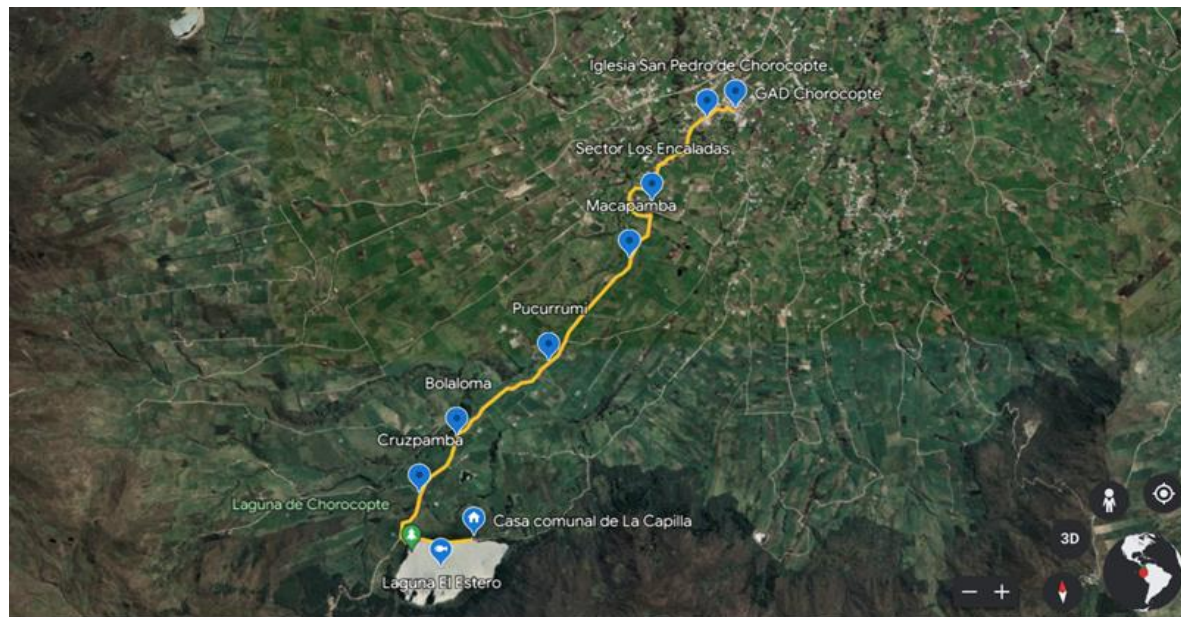 Iglesia San Pedro de Chorocopte
GAD Chorocopte
Sector Los Encaladas
Macapamba
Pucurrumi
Bolaloma
Cruzpamba
Laguna de Chorocopte
Casa comunal de La Capilla
Laguna El Estero
3D